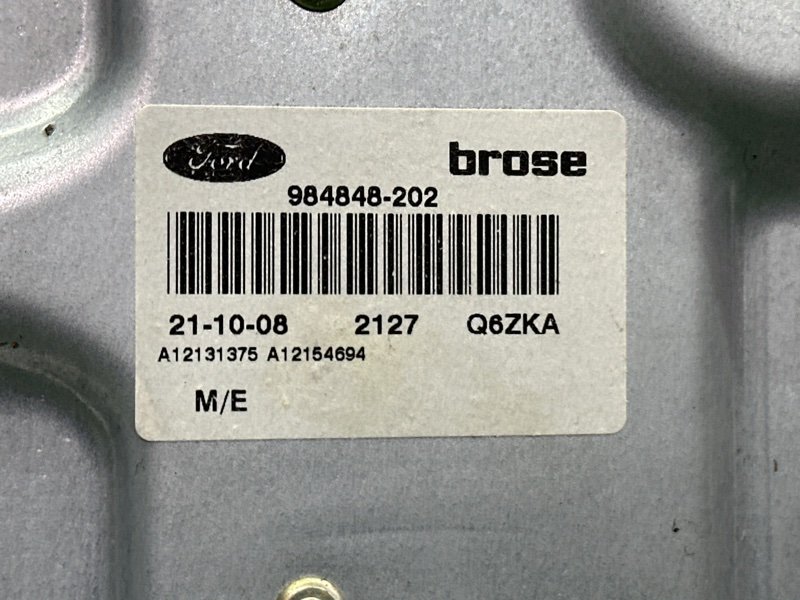 Ford brose
984848-202
21-10-08 2127 Q6ZKA
A12131375 A12154694
M/E